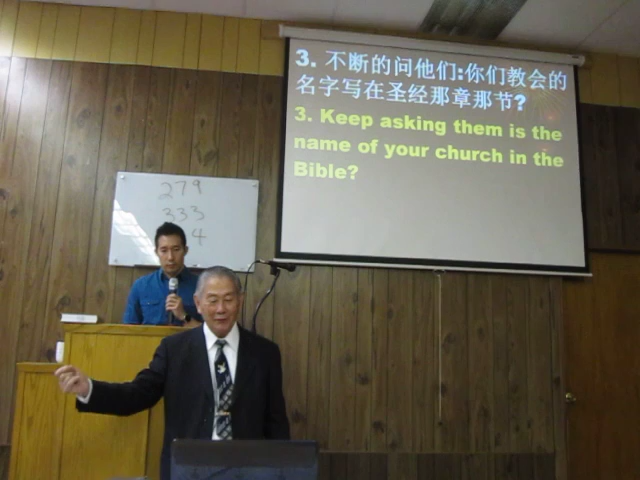 3. 不断的问他们:你们教会的
名字写在圣经那章那节?
3. Keep asking them is the
name of your church in the
Bible?
279
333
4